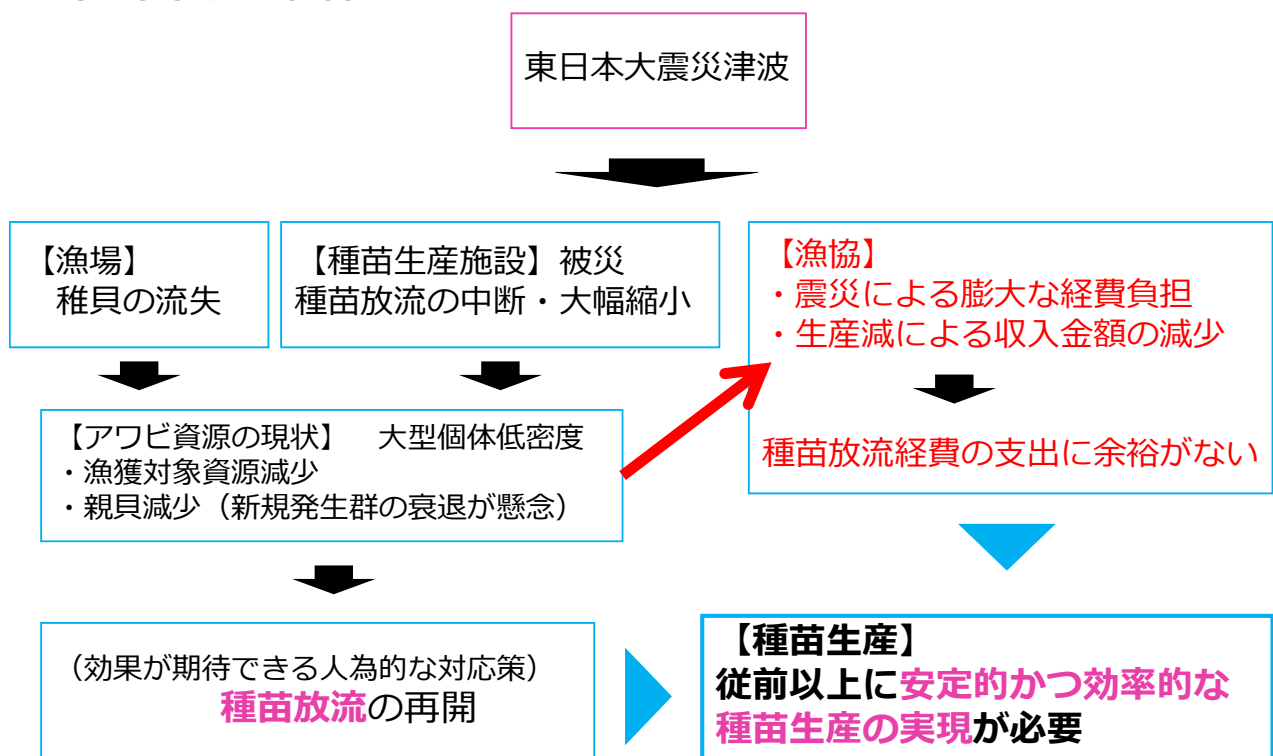 東日本大震災津波
【漁場】
稚貝の流失
【種苗生産施設】被災
種苗放流の中断・大幅縮小
【漁協】
・震災による膨大な経費負担
・生産減による収入金額の減少
種苗放流経費の支出に余裕がない
【アワビ資源の現状】　大型個体低密度
・漁獲対象資源減少
・親貝減少（新規発生群の衰退が懸念）
（効果が期待できる人為的な対応策）
種苗放流の再開
【種苗生産】
従前以上に安定的かつ効率的な
種苗生産の実現が必要